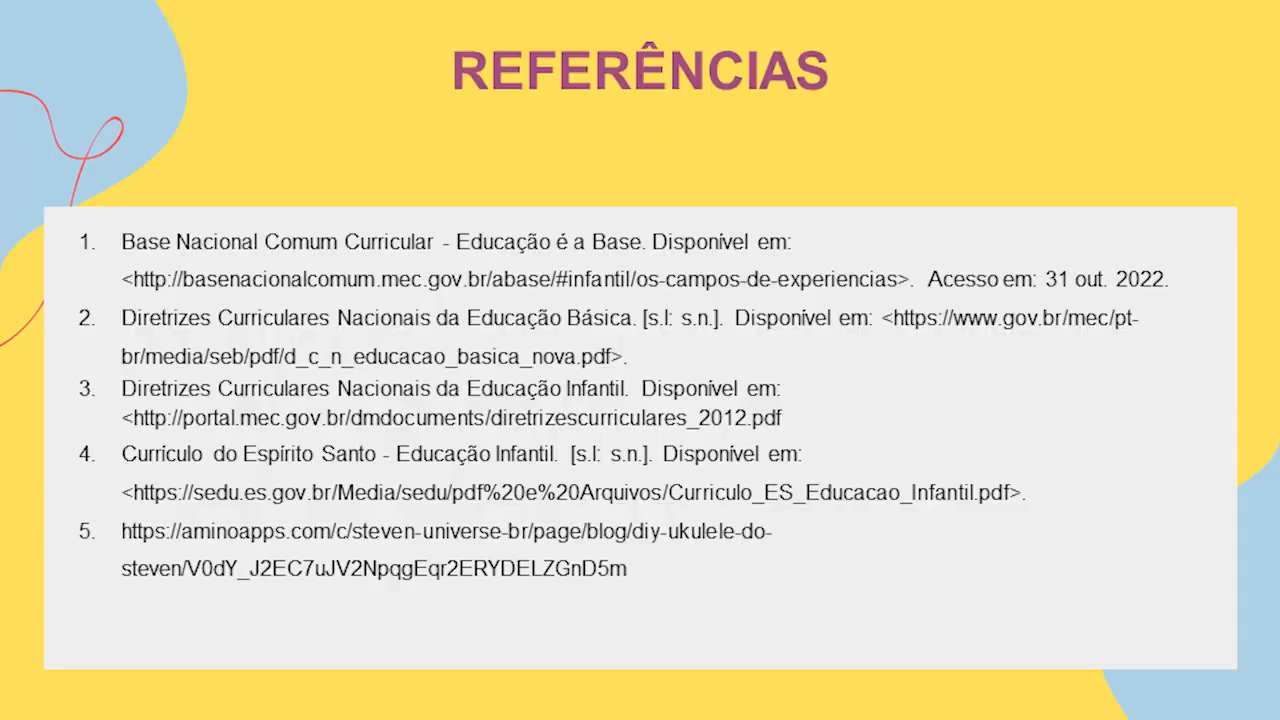 REFERÊNCIAS
1. Base Nacional Comum Curricular - Educação é a Base. Disponível em:
<http://basenacionalcomum.mec.gov.br/abase/#infantil/os-campos-de-experiencias>. Acesso em: 31 out. 2022.
2. Diretrizes Curriculares Nacionais da Educação Básica. [s.l: s.n.]. Disponível em: <https://www.gov.br/mec/pt-
br/media/seb/pdf/d_c_n_educacao_basica_nova.pdf>.
3. Diretrizes Curriculares Nacionais da Educação Infantil. Disponível em:
<http://portal.mec.gov.br/dmdocuments/diretrizescurriculares_2012.pdf
4. Currículo do Espírito Santo - Educação Infantil. [s.l: s.n.]. Disponível em:
<https://sedu.es.gov.br/Media/sedu/pdf%20e%20Arquivos/Curriculo_ES_Educacao_Infantil.pdf>.
5. https://aminoapps.com/c/steven-universe-br/page/blog/diy-ukulele-do-
steven/V0dY_J2EC7uJV2NpqgEqr2ERYDELZGnD5m